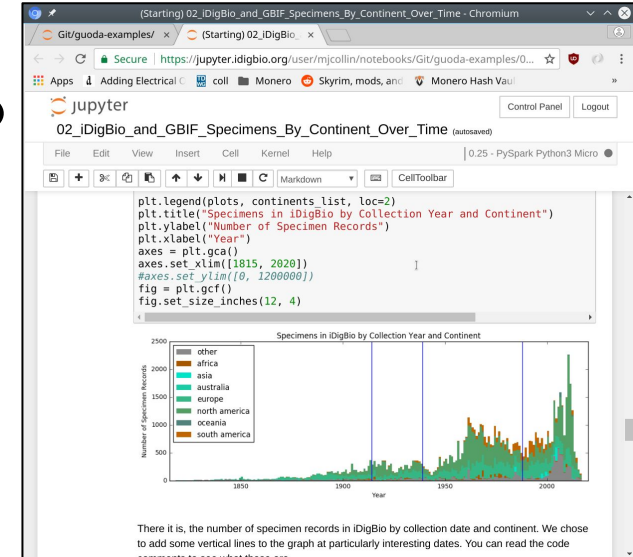 (Starting) 02_iDigBio_and_GBIF_Specimens_By_Continent_Over_Time - Chromium
Git/guoda-examples/ × (Starting) 02_iDigBio_ ×
Secure | https://jupyter.idigbio.org/user/mjcollin/notebooks/Git/guoda-examples/0...
Apps Adding Electrical C coll Monero Skyrim, mods, and Monero Hash Vaul »
jupyter Control Panel Logout
02_iDigBio_and_GBIF_Specimens_By_Continent_Over_Time (autosaved)
File Edit View Insert Cell Kernel Help 0.25 - PySpark Python3 Micro
Markdown CellToolbar
plt.legend(plots, continents_list, loc=2)
plt.title("Specimens in iDigBio by Collection Year and Continent")
plt.ylabel("Number of Specimen Records")
plt.xlabel("Year")
axes = plt.gca()
axes.set_xlim([1815, 2020])
#axes.set_ylim([0, 1200000])
fig = plt.gcf()
fig.set_size_inches(12, 4)
Specimens in iDigBio by Collection Year and Continent
Number of Specimen Records
2500
2000
1500
1000
500
0
other
africa
asia
australia
europe
north america
oceania
south america
1850 1900 1950 2000
Year
There it is, the number of specimen records in iDigBio by collection date and continent. We chose
to add some vertical lines to the graph at particularly interesting dates. You can read the code
comments to see what those are